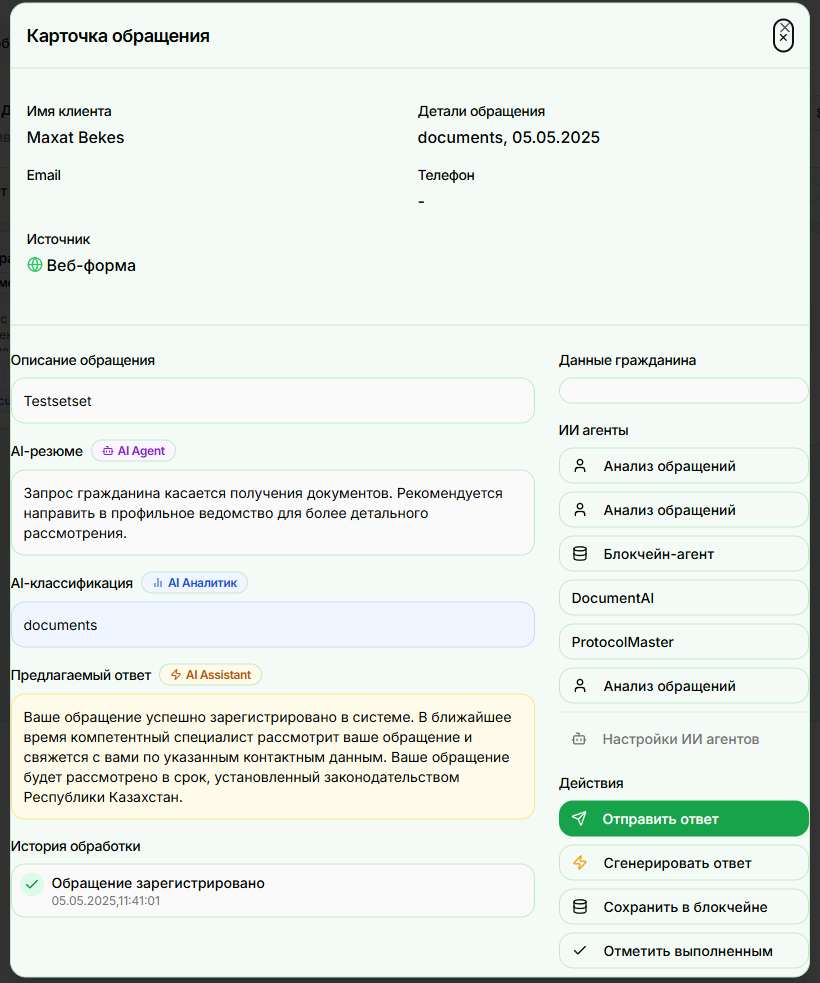 Карточка обращения
Имя клиента
Maxat Bekes
Детали обращения
documents, 05.05.2025
Email
Телефон
-
Источник
Веб-форма
Описание обращения
Testsetset
AI-резюме AI Agent
Запрос гражданина касается получения документов. Рекомендуется
направить в профильное ведомство для более детального
рассмотрения.
AI-классификация AI Аналитик
documents
Предлагаемый ответ AI Assistant
Ваше обращение успешно зарегистрировано в системе. В ближайшее
время компетентный специалист рассмотрит ваше обращение и
свяжется с вами по указанным контактным данным. Ваше обращение
будет рассмотрено в срок, установленный законодательством
Республики Казахстан.
История обработки
Обращение зарегистрировано
05.05.2025,11:41:01
Данные гражданина
ИИ агенты
Анализ обращений
Анализ обращений
Блокчейн-агент
DocumentAI
ProtocolMaster
Анализ обращений
Настройки ИИ агентов
Действия
Отправить ответ
Сгенерировать ответ
Сохранить в блокчейне
Отметить выполненным